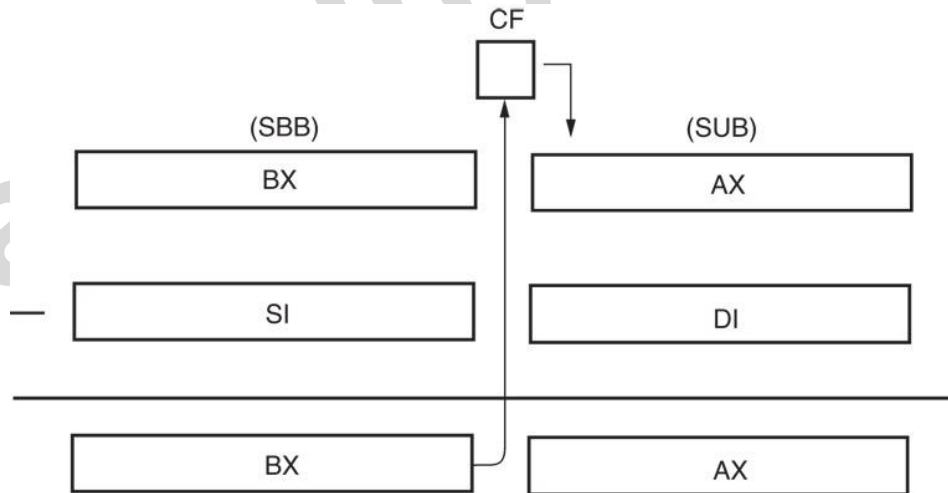 CF
(SBB) (SUB)
BX AX
SI DI
BX AX